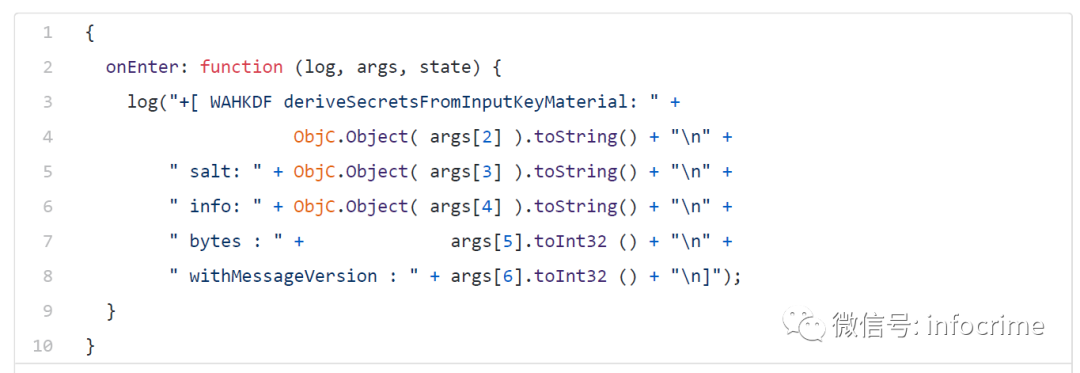 1 {
2 onEnter: function (log, args, state) {
3 log("+[ WAHKDF deriveSecretsFromInputKeyMaterial: " +
4 ObjC.Object( args[2] ).toString() + "\n" +
5 " salt: " + ObjC.Object( args[3] ).toString() + "\n" +
6 " info: " + ObjC.Object( args[4] ).toString() + "\n" +
7 " bytes : " + args[5].toInt32 () + "\n" +
8 " withMessageVersion : " + args[6].toInt32 () + "\n]");
9 }
10 }
微信号: infocrime